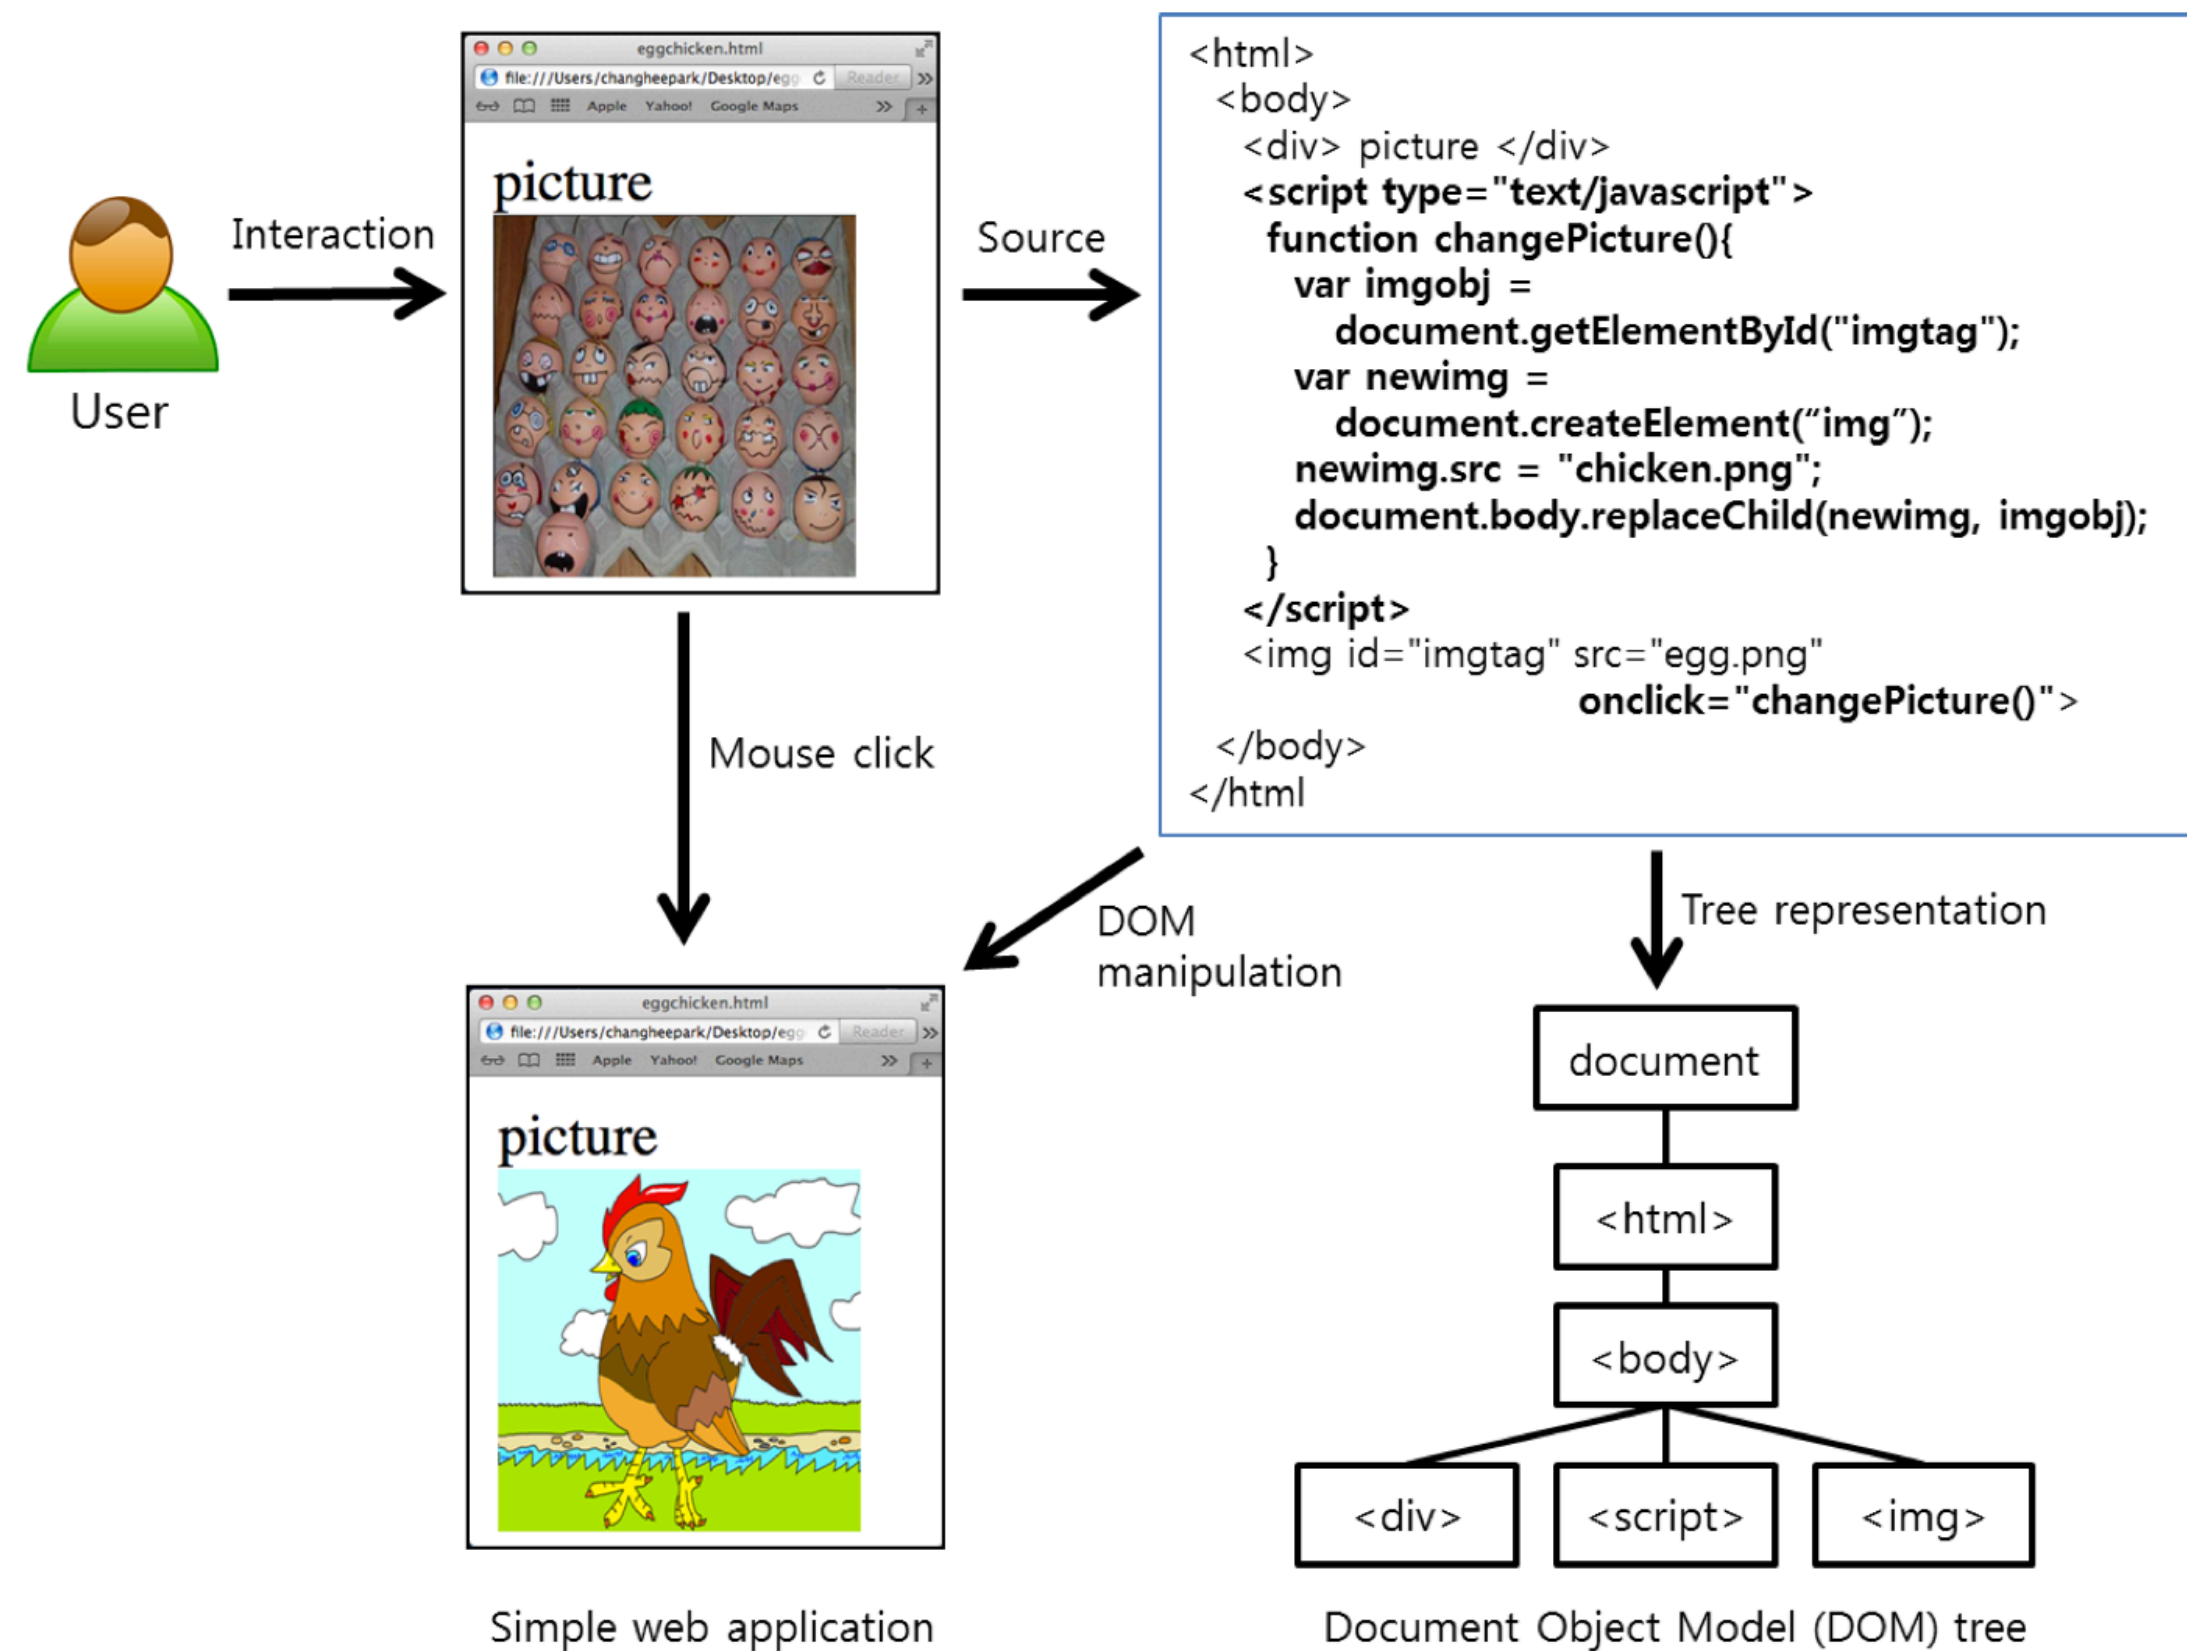 eggchicken.html
file:///Users/changheepark/Desktop/egg
Reader
Apple Yahoo! Google Maps
picture
Interaction
User
Source
<html>
<body>
<div> picture </div>
<script type="text/javascript">
function changePicture(){
var imgobj =
document.getElementById("imgtag");
var newimg =
document.createElement(“img”);
newimg.src = "chicken.png";
document.body.replaceChild(newimg, imgobj);
}
</script>
<img id="imgtag" src="egg.png"
onclick="changePicture()">
</body>
</html
Mouse click
DOM
manipulation
Tree representation
eggchicken.html
file:///Users/changheepark/Desktop/egg
Reader
Apple Yahoo! Google Maps
picture
document
<html>
<body>
<div> <script> <img>
Simple web application
Document Object Model (DOM) tree